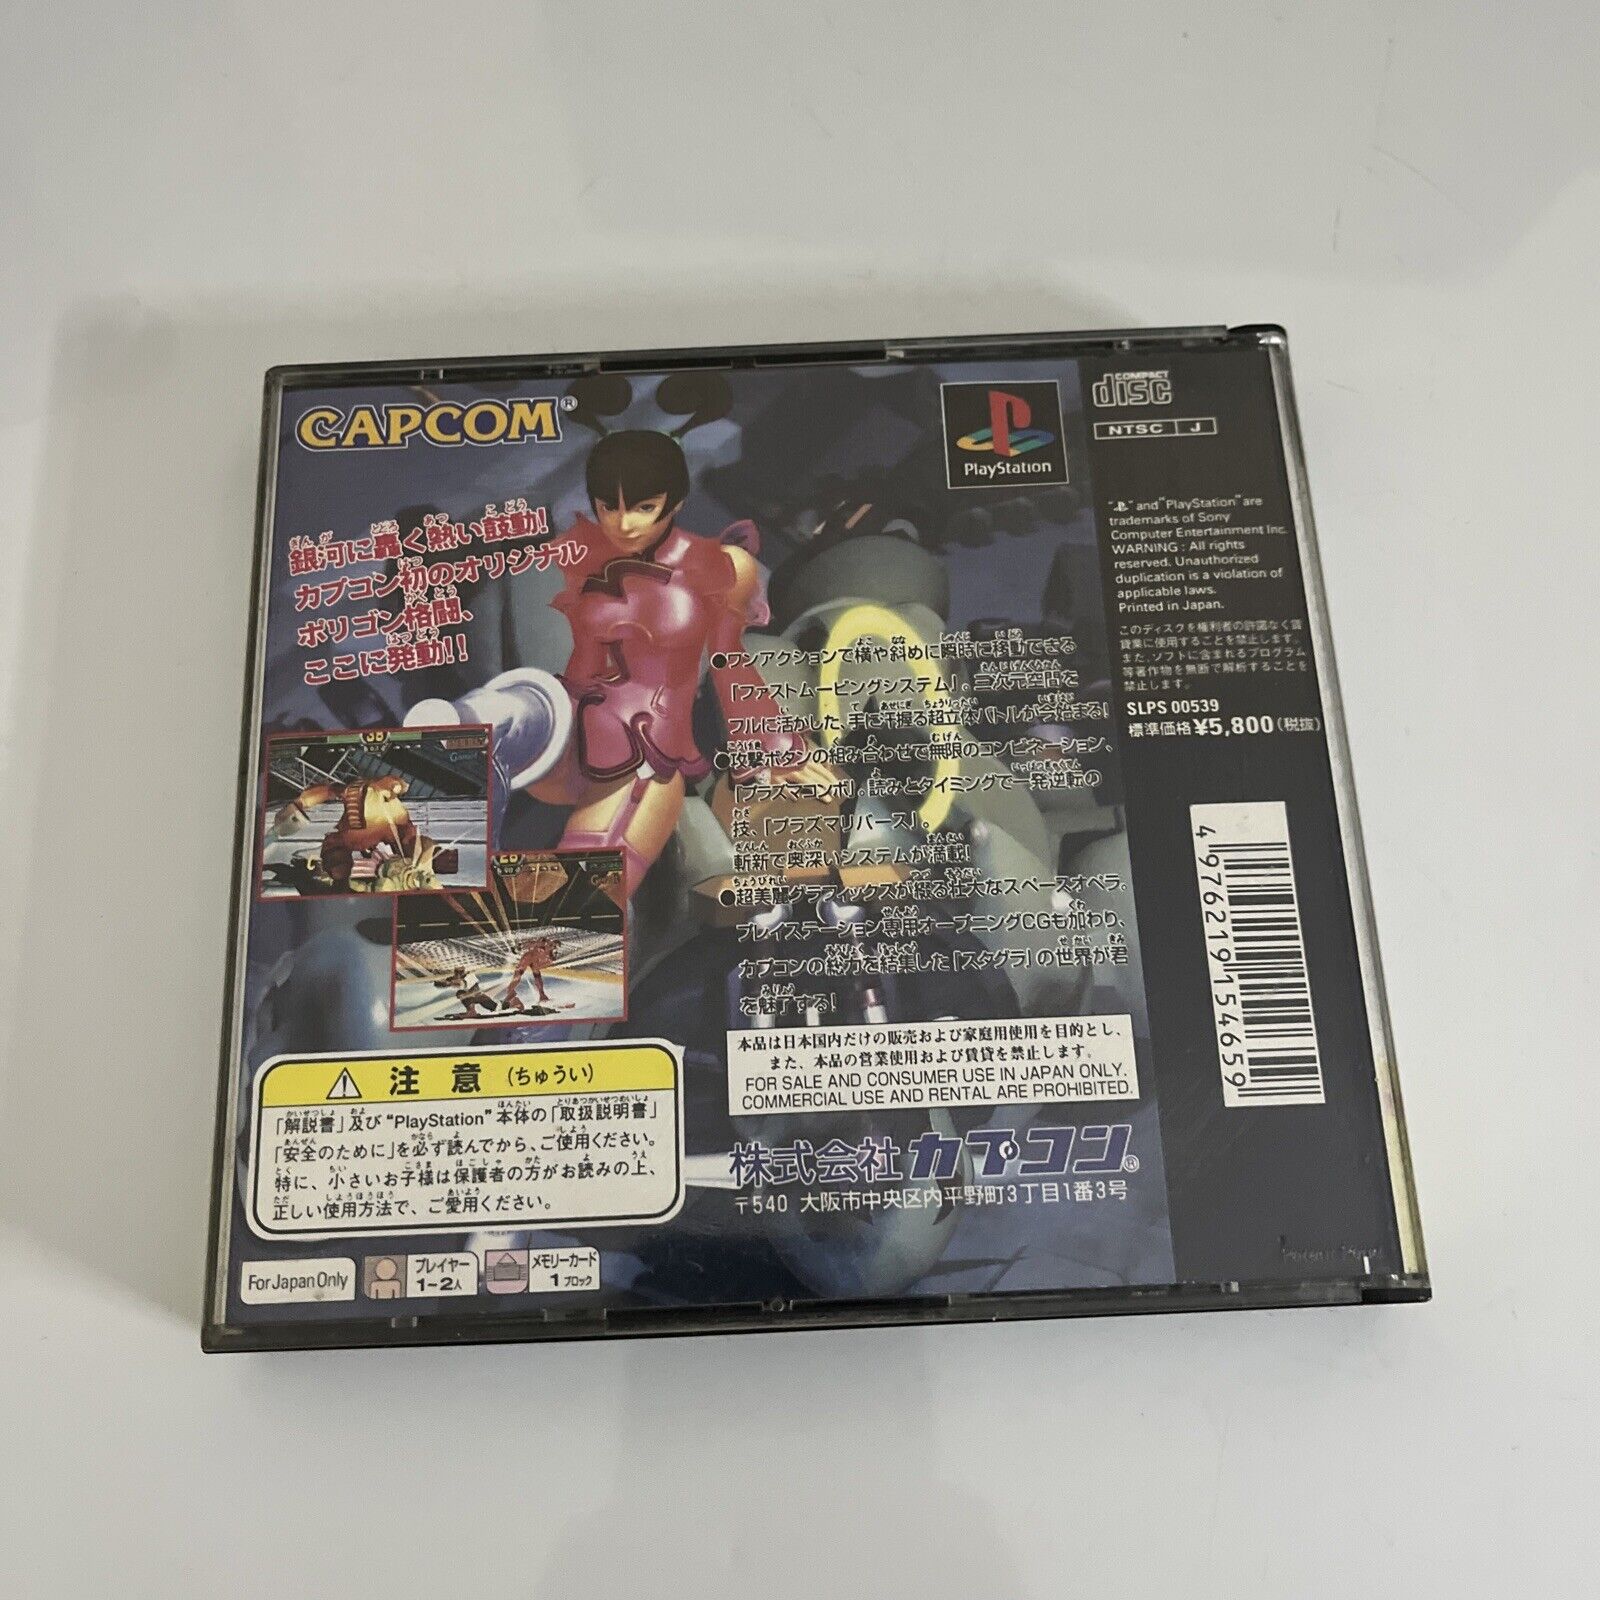 CAPCOM®
銀河に轟く熱い鼓動!
カプコン初のオリジナル
ポリゴン格闘、
ここに発動!!
●ワンアクションで横や斜めに瞬時に移動できる
「ファストムービングシステム」。三次元空間を
フルに活かした、手に汗握る超立体バトルが今始まる!
●攻撃ボタンの組み合わせで無限のコンビネーション、
「プラズマコンボ」。読みとタイミングで一発逆転の
技、「プラズマリバース」。
斬新で奥深いシステムが満載!
●超美麗グラフィックスが綴る壮大なスペースオペラ。
プレイステーション専用オープニングCGも加わり、
カプコンの総力を結集した「スタグラ」の世界が君
を魅了する!
本品は日本国内だけの販売および家庭用使用を目的とし、
また、本品の営業使用および賃貸を禁止します。
FOR SALE AND CONSUMER USE IN JAPAN ONLY.
COMMERCIAL USE AND RENTAL ARE PROHIBITED.
株式会社カプコン®
〒540 大阪市中央区内平野町3丁目1番3号
注意(ちゅうい)
「解説書」及び"PlayStation"本体の「取扱説明書」
「安全のために」を必ず読んでから、ご使用ください。
特に、小さいお子様は保護者の方がお読みの上、
正しい使用方法で、ご愛用ください。
For Japan Only
プレイヤー
1~2人
メモリーカード
1ブロック
PlayStation
COMPACT
disc
NTSC J
"PS" and "PlayStation" are
trademarks of Sony
Computer Entertainment Inc.
WARNING : All rights
reserved. Unauthorized
duplication is a violation of
applicable laws.
Printed in Japan.
このディスクを権利者の許諾なく賃
貸業に使用することを禁止します。
また、ソフトに含まれるプログラム
等著作物を無断で解析することを
禁止します。
SLPS 00539
標準価格¥5,800(税抜)
4 976219 154659